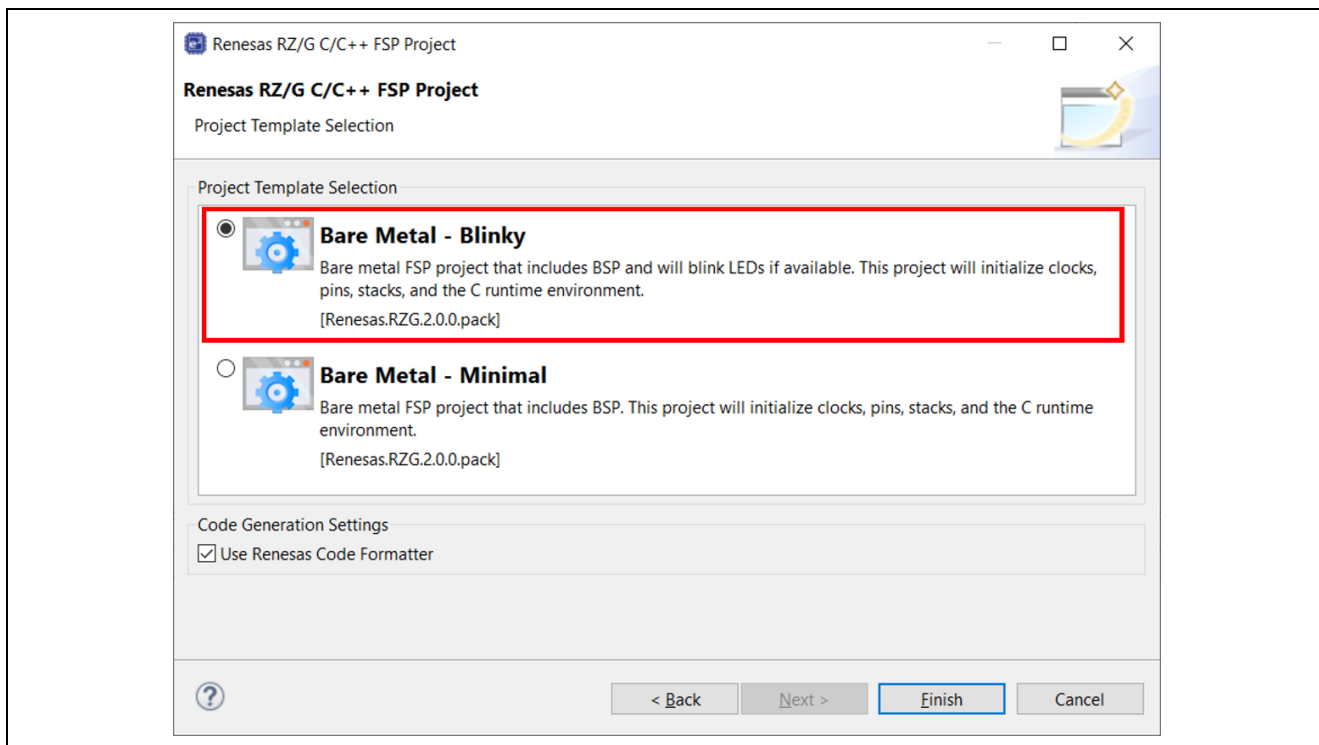 Renesas RZ/G C/C++ FSP Project
Renesas RZ/G C/C++ FSP Project
Project Template Selection
Project Template Selection
Bare Metal - Blinky
Bare metal FSP project that includes BSP and will blink LEDs if available. This project will initialize clocks,
pins, stacks, and the C runtime environment.
[Renesas.RZG.2.0.0.pack]
Bare Metal - Minimal
Bare metal FSP project that includes BSP. This project will initialize clocks, pins, stacks, and the C runtime
environment.
[Renesas.RZG.2.0.0.pack]
Code Generation Settings
Use Renesas Code Formatter
?
< Back
Next >
Finish
Cancel